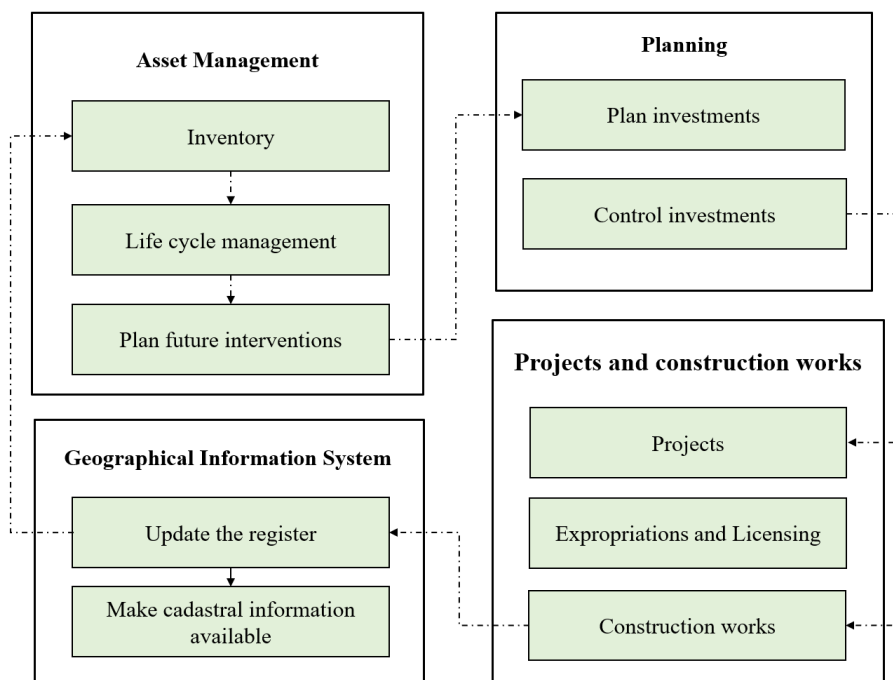 Asset Management
Inventory
Life cycle management
Plan future interventions
Planning
Plan investments
Control investments
Geographical Information System
Update the register
Make cadastral information
available
Projects and construction works
Projects
Expropriations and Licensing
Construction works